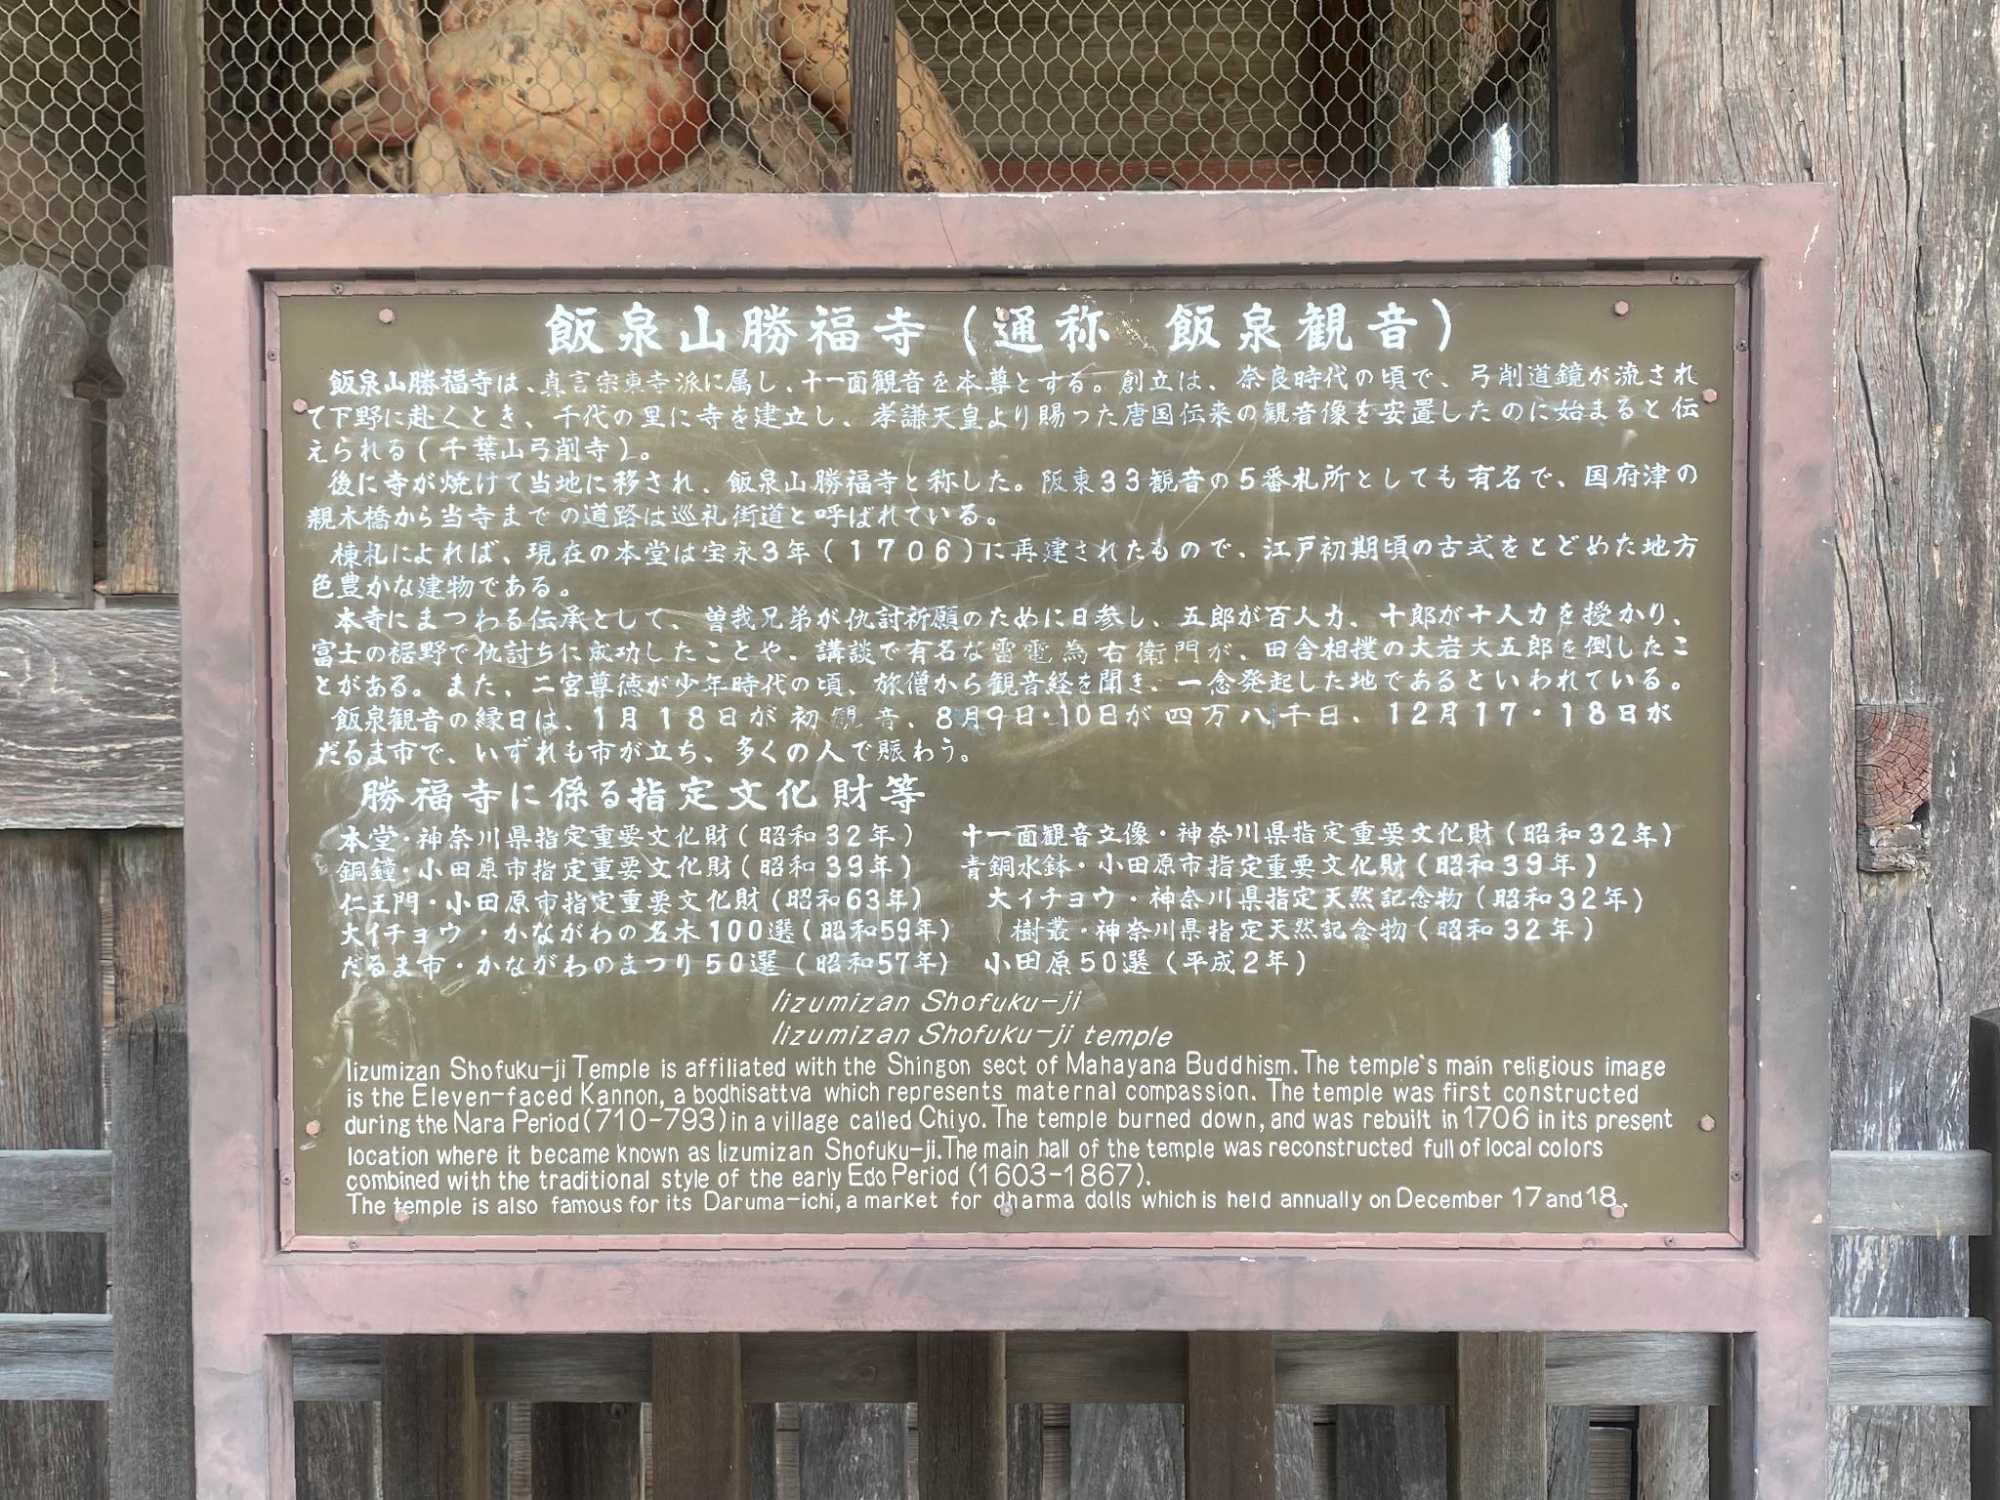 飯泉山勝福寺（通称　飯泉観音）
飯泉山勝福寺は、真言宗東寺派に属し、十一面観音を本尊とする。創立は、奈良時代の頃で、弓削道鏡が流され
て下野に赴くとき、千代の里に寺を建立し、孝謙天皇より賜った唐国伝来の観音像を安置したのに始まると伝
えられる（千葉山弓削寺）。
後に寺が焼けて当地に移され、飯泉山勝福寺と称した。阪東33観音の5番札所としても有名で、国府津の
親木橋から当寺までの道路は巡礼街道と呼ばれている。
棟札によれば、現在の本堂は宝永3年（1706）に再建されたもので、江戸初期頃の古式をとどめた地方
色豊かな建物である。
本寺にまつわる伝承として、曽我兄弟が仇討祈願のために日参し、五郎が百人力、十郎が十人力を授かり、
富士の裾野で仇討ちに成功したことや、講談で有名な雷電為右衛門が、田舎相撲の大岩大五郎を倒したこ
とがある。また、二宮尊徳が少年時代の頃、旅僧から観音経を聞き、一念発起した地であるといわれている。
飯泉観音の縁日は、1月18日が初観音、8月9日・10日が四万八千日、12月17・18日が
だるま市で、いずれも市が立ち、多くの人で賑わう。
勝福寺に係る指定文化財等
本堂・神奈川県指定重要文化財（昭和32年）　十一面観音立像・神奈川県指定重要文化財（昭和32年）
銅鐘・小田原市指定重要文化財（昭和39年）　青銅水鉢・小田原市指定重要文化財（昭和39年）
仁王門・小田原市指定重要文化財（昭和63年）　大イチョウ・神奈川県指定天然記念物（昭和32年）
大イチョウ・かながわの名木100選（昭和59年）　樹叢・神奈川県指定天然記念物（昭和32年）
だるま市・かながわのまつり50選（昭和57年）　小田原50選（平成2年）
Iizumizan Shofuku-ji
Iizumizan Shofuku-ji temple
Iizumizan Shofuku-ji Temple is affiliated with the Shingon sect of Mahayana Buddhism. The temple's main religious image
is the Eleven-faced Kannon, a bodhisattva which represents maternal compassion. The temple was first constructed
during the Nara Period (710-793) in a village called Chiyo. The temple burned down, and was rebuilt in 1706 in its present
location where it became known as Iizumizan Shofuku-ji. The main hall of the temple was reconstructed full of local colors
combined with the traditional style of the early Edo Period (1603-1867).
The temple is also famous for its Daruma-ichi, a market for dharma dolls which is held annually on December 17 and 18.